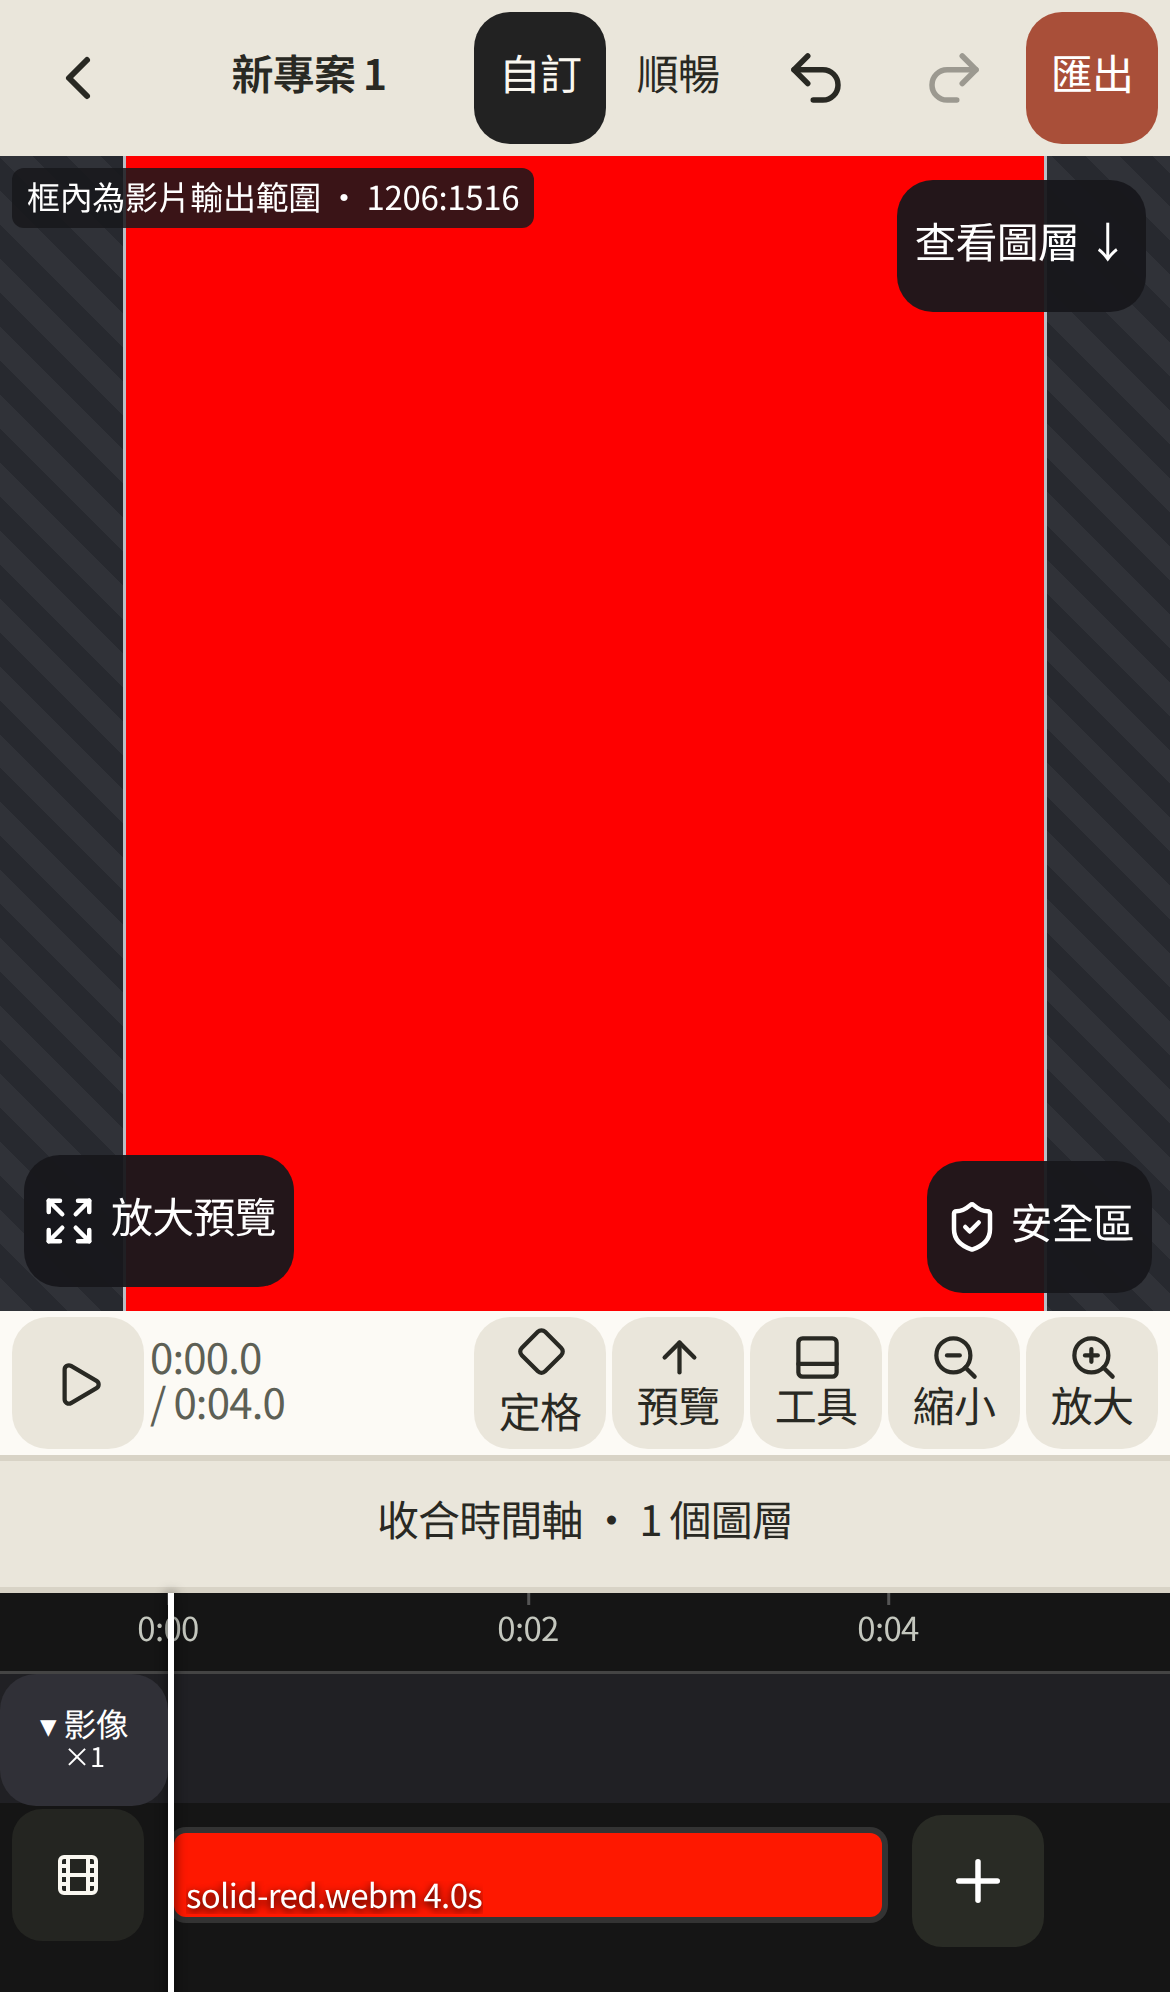 新專案 1
自訂
順暢
匯出
框內為影片輸出範圍 · 1206:1516
查看圖層 ↓
放大預覽
安全區
0:00.0
/ 0:04.0
定格
預覽
工具
縮小
放大
收合時間軸 · 1 個圖層
0:00
0:02
0:04
▾ 影像
×1
solid-red.webm 4.0s